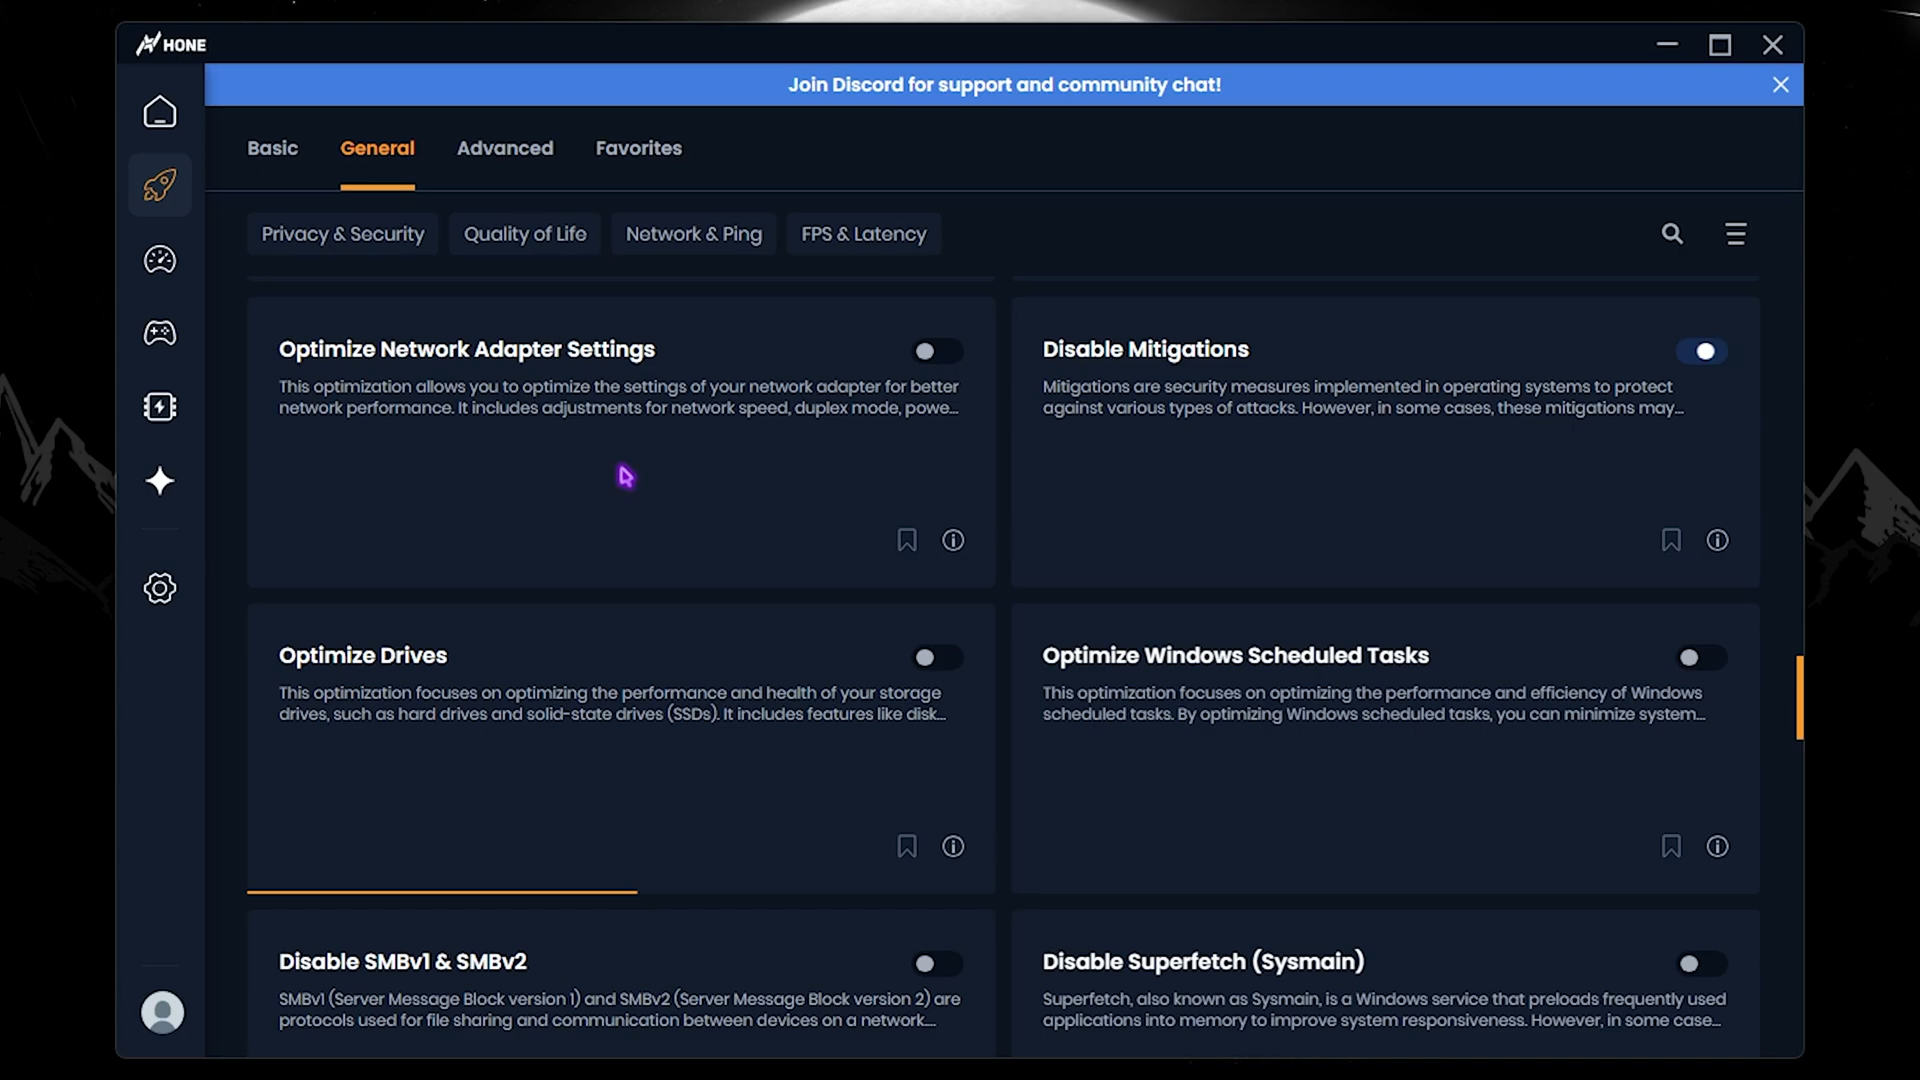 HONE
Join Discord for support and community chat!
Basic General Advanced Favorites
Privacy & Security Quality of Life Network & Ping FPS & Latency
Optimize Network Adapter Settings
This optimization allows you to optimize the settings of your network adapter for better
network performance. It includes adjustments for network speed, duplex mode, powe...
Disable Mitigations
Mitigations are security measures implemented in operating systems to protect
against various types of attacks. However, in some cases, these mitigations may...
Optimize Drives
This optimization focuses on optimizing the performance and health of your storage
drives, such as hard drives and solid-state drives (SSDs). It includes features like disk...
Optimize Windows Scheduled Tasks
This optimization focuses on optimizing the performance and efficiency of Windows
scheduled tasks. By optimizing Windows scheduled tasks, you can minimize system...
Disable SMBv1 & SMBv2
SMBv1 (Server Message Block version 1) and SMBv2 (Server Message Block version 2) are
protocols used for file sharing and communication between devices on a network....
Disable Superfetch (Sysmain)
Superfetch, also known as Sysmain, is a Windows service that preloads frequently used
applications into memory to improve system responsiveness. However, in some case...